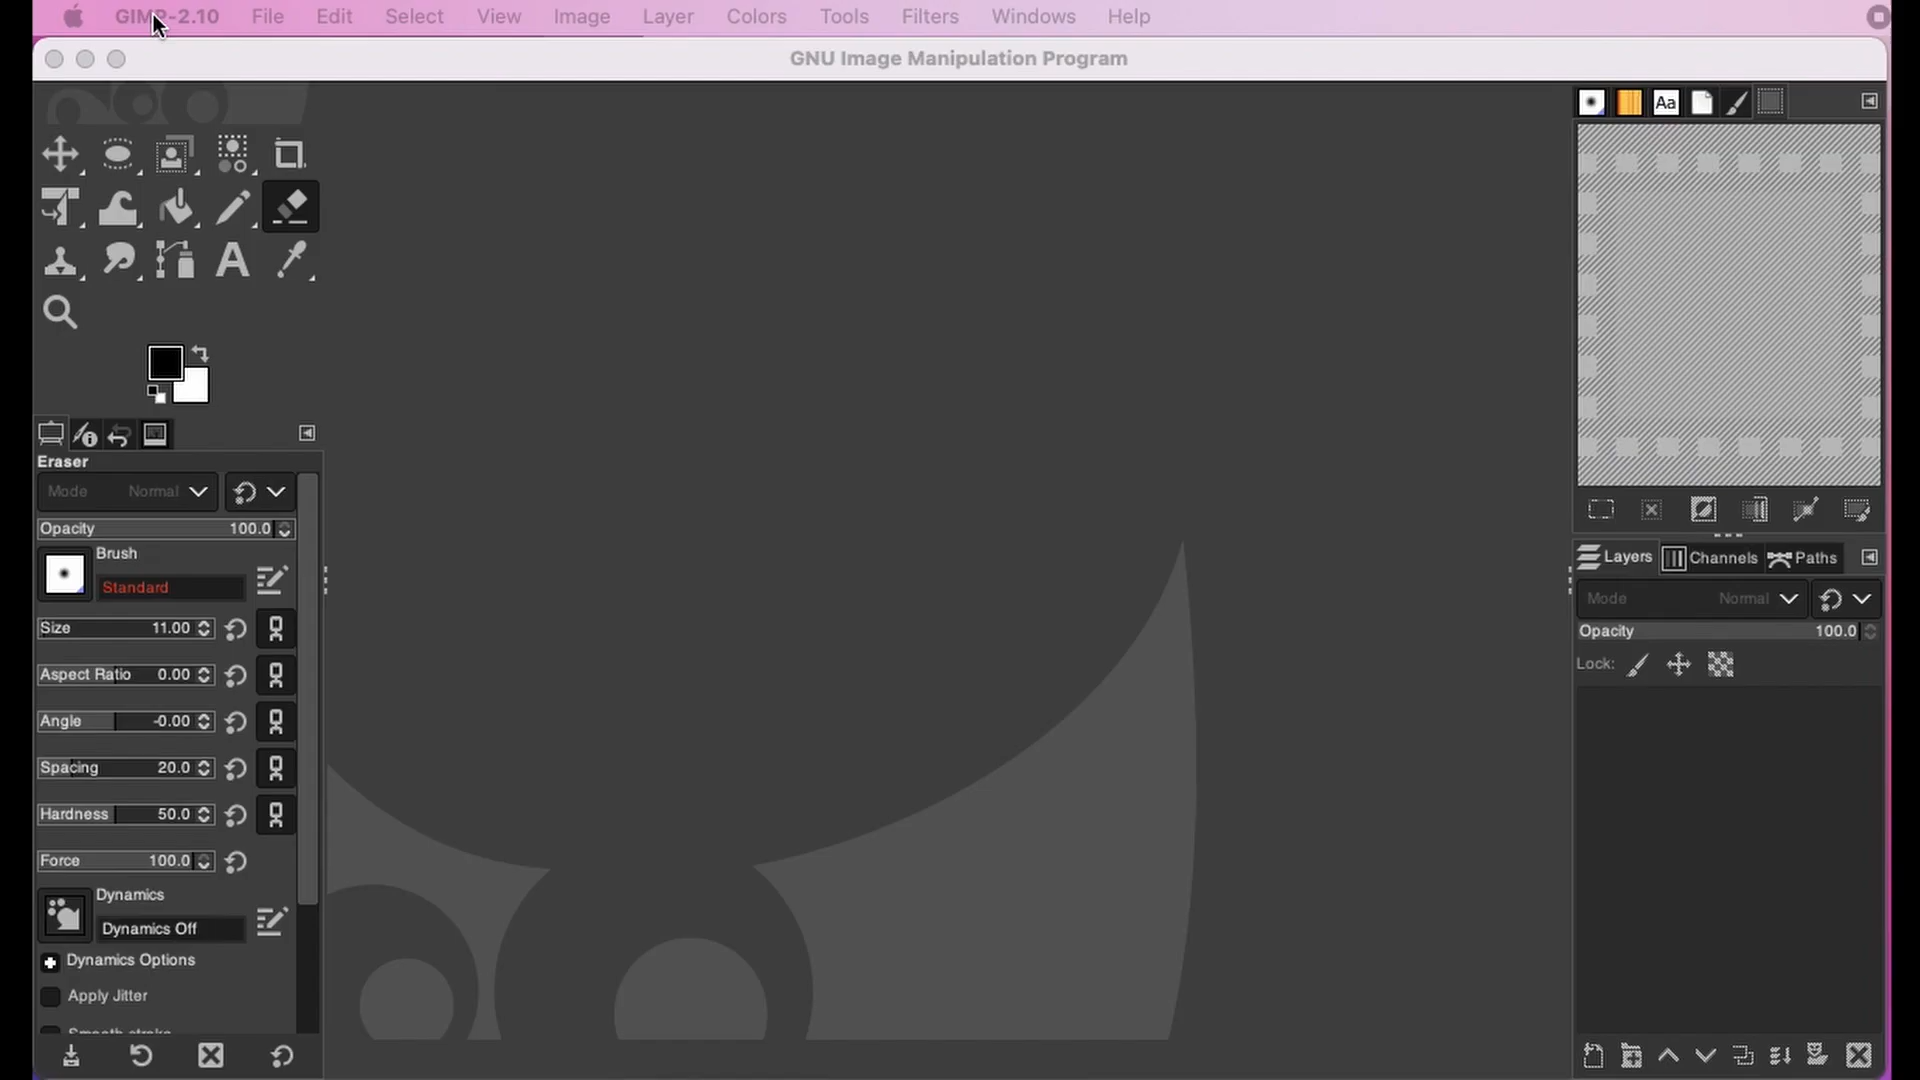 GIMP-2.10 File Edit Select View Image Layer Colors Tools Filters Windows Help
GNU Image Manipulation Program
Aa
A
Eraser
Mode Normal
Opacity 100.0
Brush
Standard
Size 11.00
Aspect Ratio 0.00
Angle -0.00
Spacing 20.0
Hardness 50.0
Force 100.0
Dynamics
Dynamics Off
Dynamics Options
Apply Jitter
Smooth stroke
Layers Channels Paths
Mode Normal
Opacity 100.0
Lock: